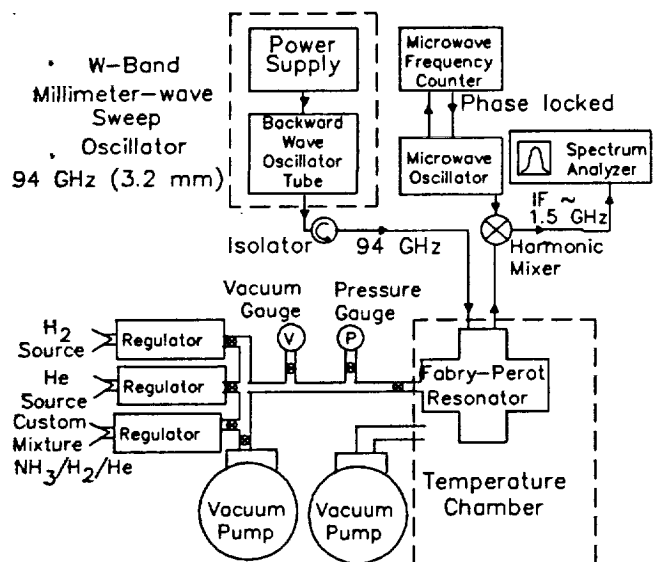 W-Band
Millimeter-wave
Sweep
Oscillator
94 GHz (3.2 mm)
Power
Supply
Backward
Wave
Oscillator
Tube
Microwave
Frequency
Counter
Phase locked
Microwave
Oscillator
Spectrum
Analyzer
IF ~
1.5 GHz
Harmonic
Mixer
Isolator
94 GHz
Vacuum
Gauge
V
Pressure
Gauge
P
H2
Source
Regulator
He
Source
Regulator
Custom
Mixture
NH3/H2/He
Regulator
Fabry-Perot
Resonator
Vacuum
Pump
Vacuum
Pump
Temperature
Chamber